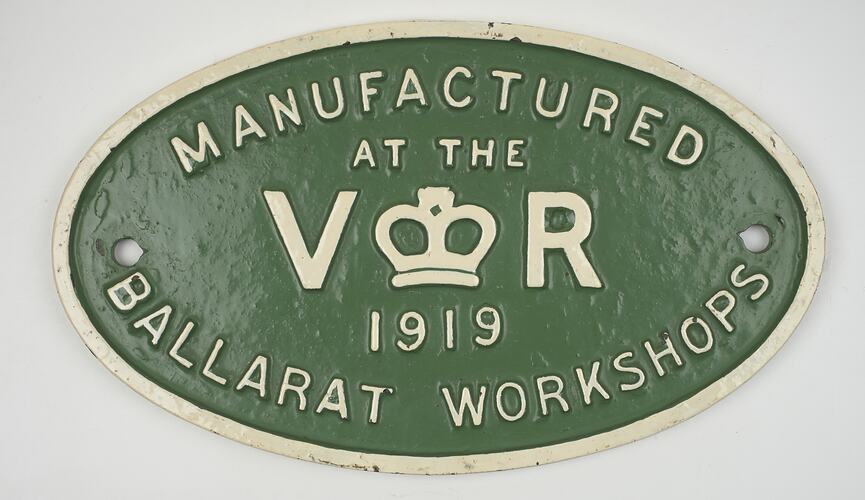 MANUFACTURED
AT THE
V R
1919
BALLARAT WORKSHOPS